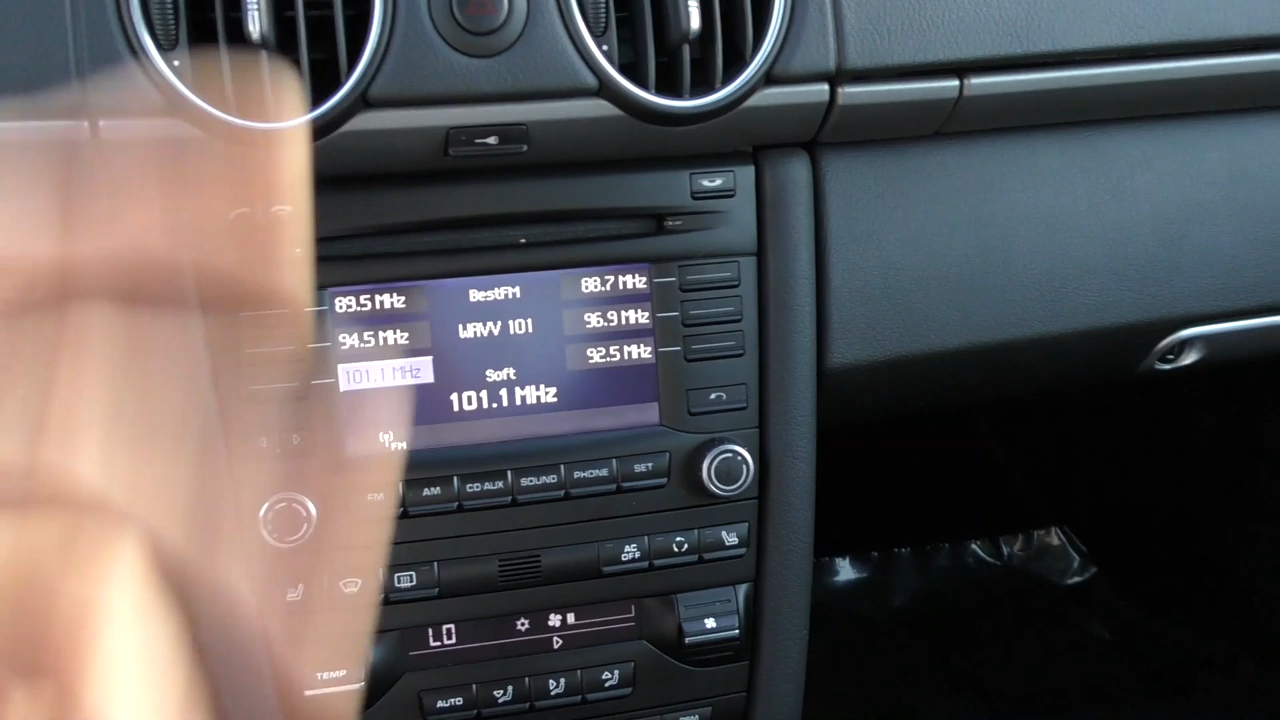 89.5 MHz BestFM 88.7 MHz
94.5 MHz WAVV 101 96.9 MHz
101.1 MHz Soft 92.5 MHz
101.1 MHz
FM
FM AM CD·AUX SOUND PHONE SET
AC
OFF
LO
TEMP
AUTO